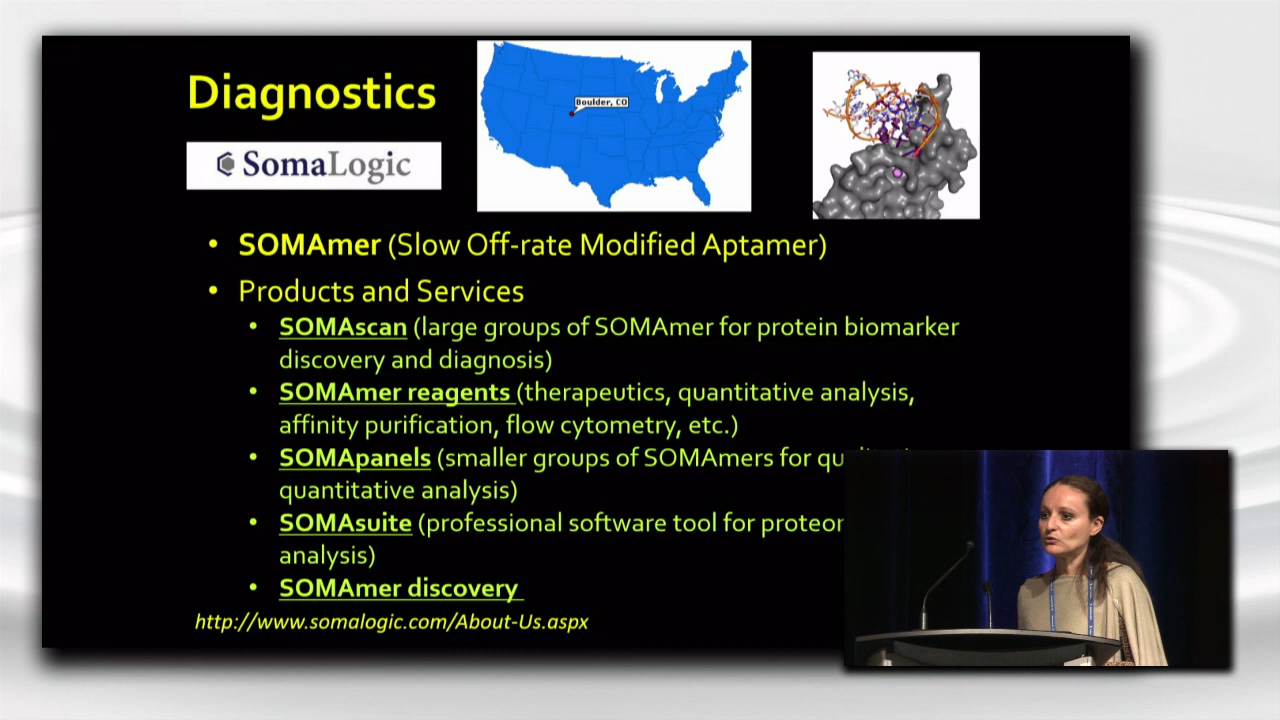 Diagnostics
Boulder, CO
SomaLogic
• SOMAmer (Slow Off-rate Modified Aptamer)
• Products and Services
• SOMAscan (large groups of SOMAmer for protein biomarker
discovery and diagnosis)
• SOMAmer reagents (therapeutics, quantitative analysis,
affinity purification, flow cytometry, etc.)
• SOMApanels (smaller groups of SOMAmers for
quantitative analysis)
• SOMAsuite (professional software tool for
analysis)
• SOMAmer discovery
http://www.somalogic.com/About-Us.aspx